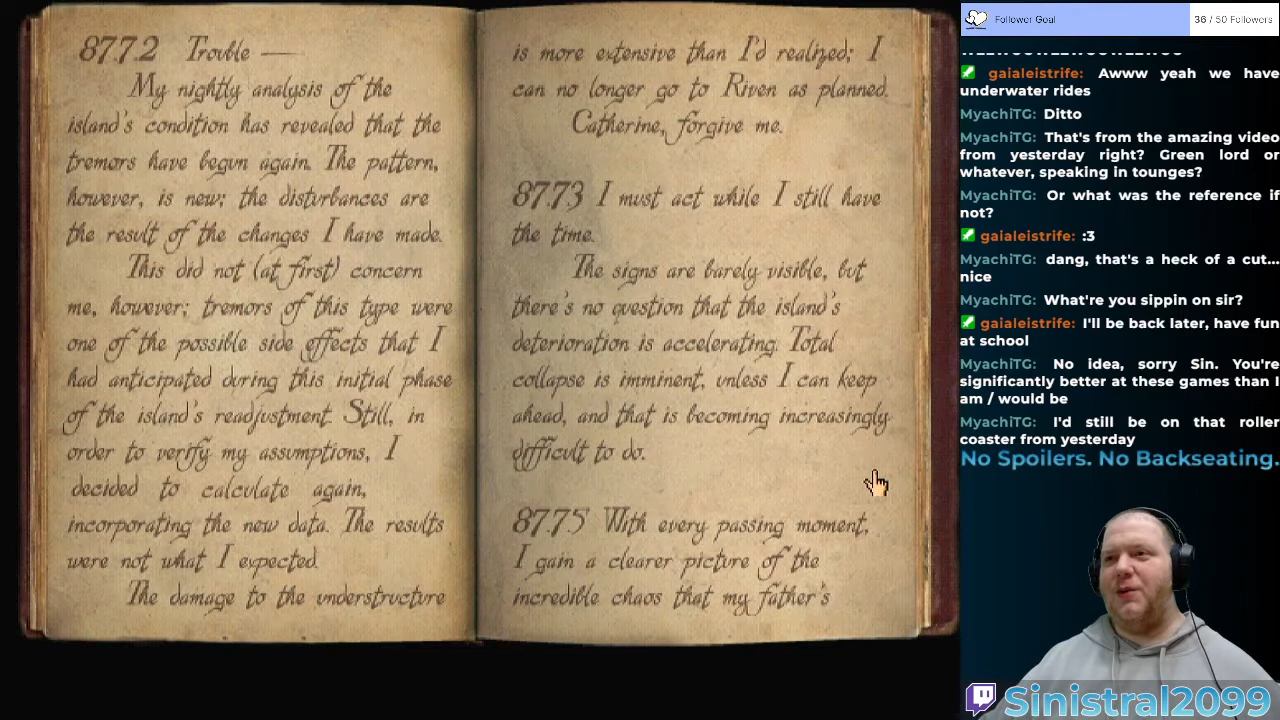 87.7.2 Trouble —
My nightly analysis of the
island's condition has revealed that the
tremors have begun again. The pattern,
however, is new; the disturbances are
the result of the changes I have made.
This did not (at first) concern
me, however; tremors of this type were
one of the possible side effects that I
had anticipated during this initial phase
of the island's readjustment. Still, in
order to verify my assumptions, I
decided to calculate again,
incorporating the new data. The results
were not what I expected.
The damage to the understructure
is more extensive than I'd realized; I
can no longer go to Riven as planned.
Catherine, forgive me.
87.7.3 I must act while I still have
the time.
The signs are barely visible, but
there's no question that the island's
deterioration is accelerating. Total
collapse is imminent, unless I can keep
ahead, and that is becoming increasingly
difficult to do.
87.7.5 With every passing moment,
I gain a clearer picture of the
incredible chaos that my father's
Follower Goal
36 / 50 Followers
gaialeistrife: Awww yeah we have
underwater rides
MyachiTG: Ditto
MyachiTG: That's from the amazing video
from yesterday right? Green lord or
whatever, speaking in tounges?
MyachiTG: Or what was the reference if
not?
gaialeistrife: :3
MyachiTG: dang, that's a heck of a cut...
nice
MyachiTG: What're you sippin on sir?
gaialeistrife: I'll be back later, have fun
at school
MyachiTG: No idea, sorry Sin. You're
significantly better at these games than I
am / would be
MyachiTG: I'd still be on that roller
coaster from yesterday
No Spoilers. No Backseating.
Sinistral2099